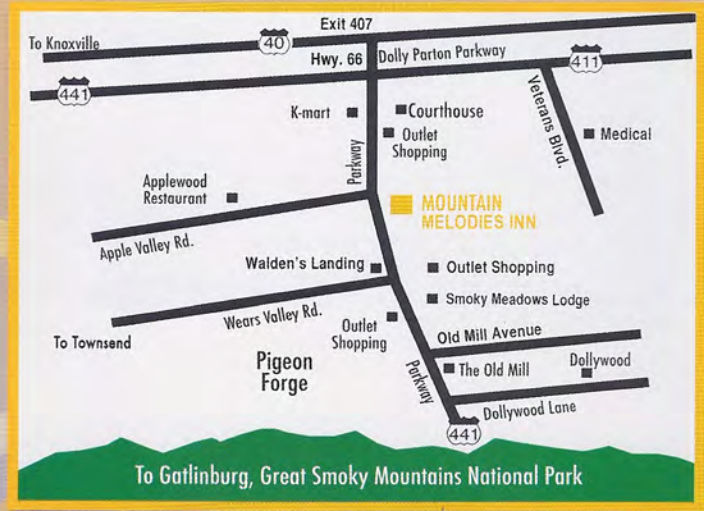 Exit 407
To Knoxville
40
Hwy. 66
Dolly Parton Parkway
441
411
K-mart
Courthouse
Outlet
Shopping
Veterans Blvd.
Medical
Parkway
Applewood
Restaurant
MOUNTAIN
MELODIES INN
Apple Valley Rd.
Walden's Landing
Outlet Shopping
Smoky Meadows Lodge
Wears Valley Rd.
Outlet
Shopping
Old Mill Avenue
To Townsend
Pigeon
Forge
Parkway
The Old Mill
Dollywood
Dollywood Lane
441
To Gatlinburg, Great Smoky Mountains National Park